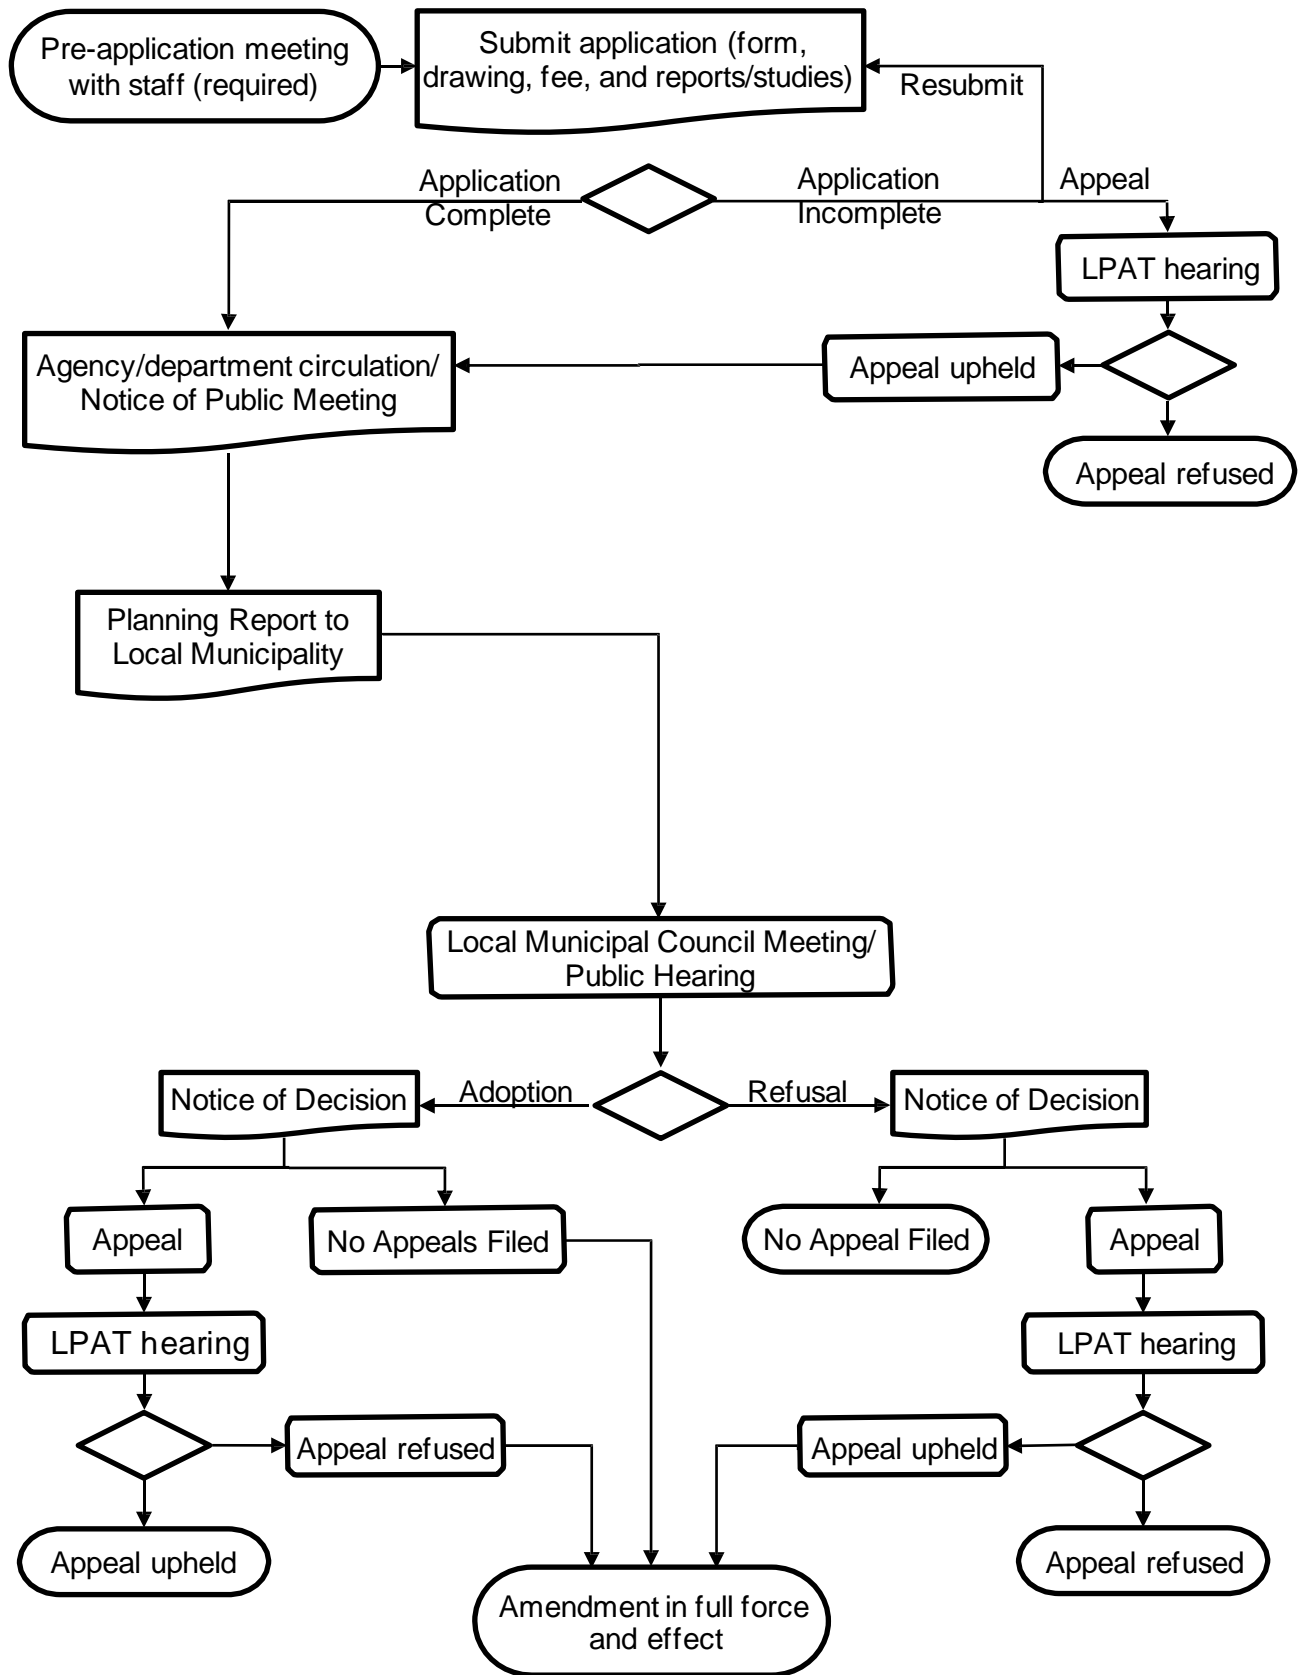 Pre-application meeting
with staff (required)
Submit application (form,
drawing, fee, and reports/studies)
Resubmit
Application
Complete
Application
Incomplete
Appeal
LPAT hearing
Agency/department circulation/
Notice of Public Meeting
Appeal upheld
Appeal refused
Planning Report to
Local Municipality
Local Municipal Council Meeting/
Public Hearing
Notice of Decision
Adoption
Refusal
Notice of Decision
Appeal
No Appeals Filed
No Appeal Filed
Appeal
LPAT hearing
LPAT hearing
Appeal refused
Appeal upheld
Appeal upheld
Appeal refused
Amendment in full force
and effect